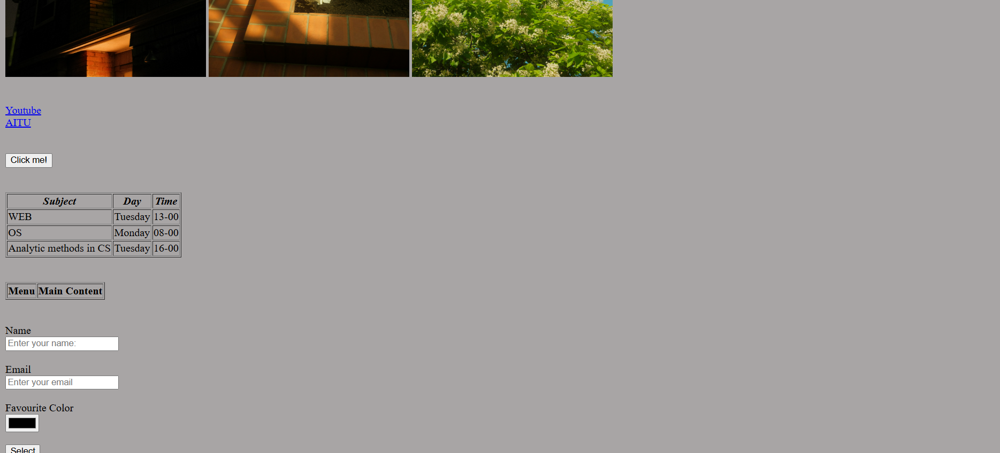 Youtube
AITU
Click me!
Subject Day Time
WEB Tuesday 13-00
OS Monday 08-00
Analytic methods in CS Tuesday 16-00
Menu Main Content
Name
Enter your name:
Email
Enter your email
Favourite Color
Select